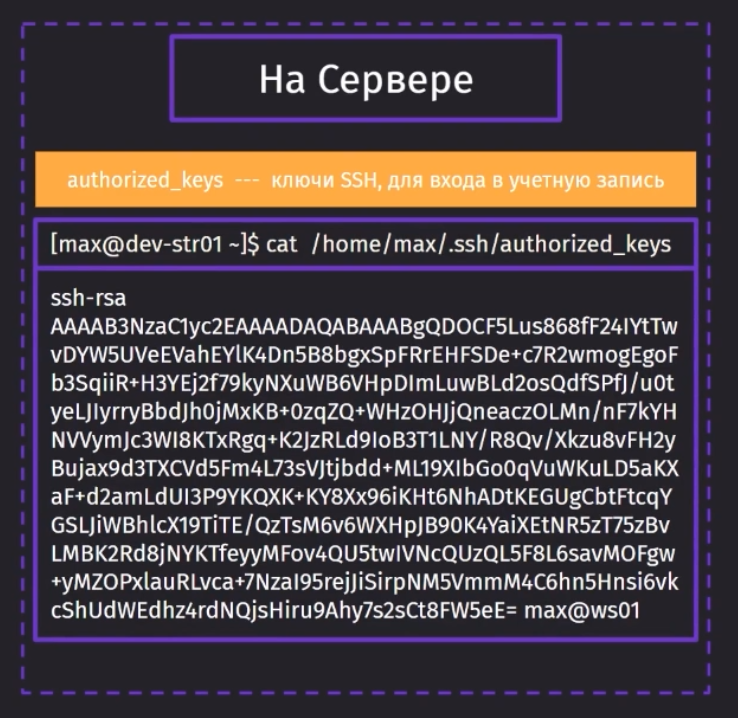 На Сервере
authorized_keys --- ключи SSH, для входа в учетную запись
[max@dev-str01 ~]$ cat /home/max/.ssh/authorized_keys
ssh-rsa
AAAAB3NzaC1yc2EAAAADAQABAAABgQDOCF5Lus868fF24IYtTw
vDYW5UVeEVahEYlK4Dn5B8bgxSpFRrEHFSDe+c7R2wmogEgoF
b3SqiiR+H3YEj2f79kyNXuWB6VHpDImLuwBLd2osQdfSPfJ/u0t
yeLJIyrryBbdJh0jMxKB+0zqZQ+WHzOHJjQneaczOLMn/nF7kYH
NVVymJc3WI8KTxRgq+K2JzRLd9IoB3T1LNY/R8Qv/Xkzu8vFH2y
Bujax9d3TXCVd5Fm4L73sVJtjbdd+ML19XIbGo0qVuWKuLD5aKX
aF+d2amLdUI3P9YKQXK+KY8Xx96iKHt6NhADtKEGUgCbtFtcqY
GSLJiWBhlcX19TiTE/QzTsM6v6WXHpJB90K4YaiXEtNR5zT75zBv
LMBK2Rd8jNYKTfeyyMFov4QU5twIVNcQUzQL5F8L6savMOFgw
+yMZOPxlauRLvca+7NzaI95rejJiSirpNM5VmmM4C6hn5Hnsi6vk
cShUdWEdhz4rdNQjsHiru9Ahy7s2sCt8FW5eE= max@ws01